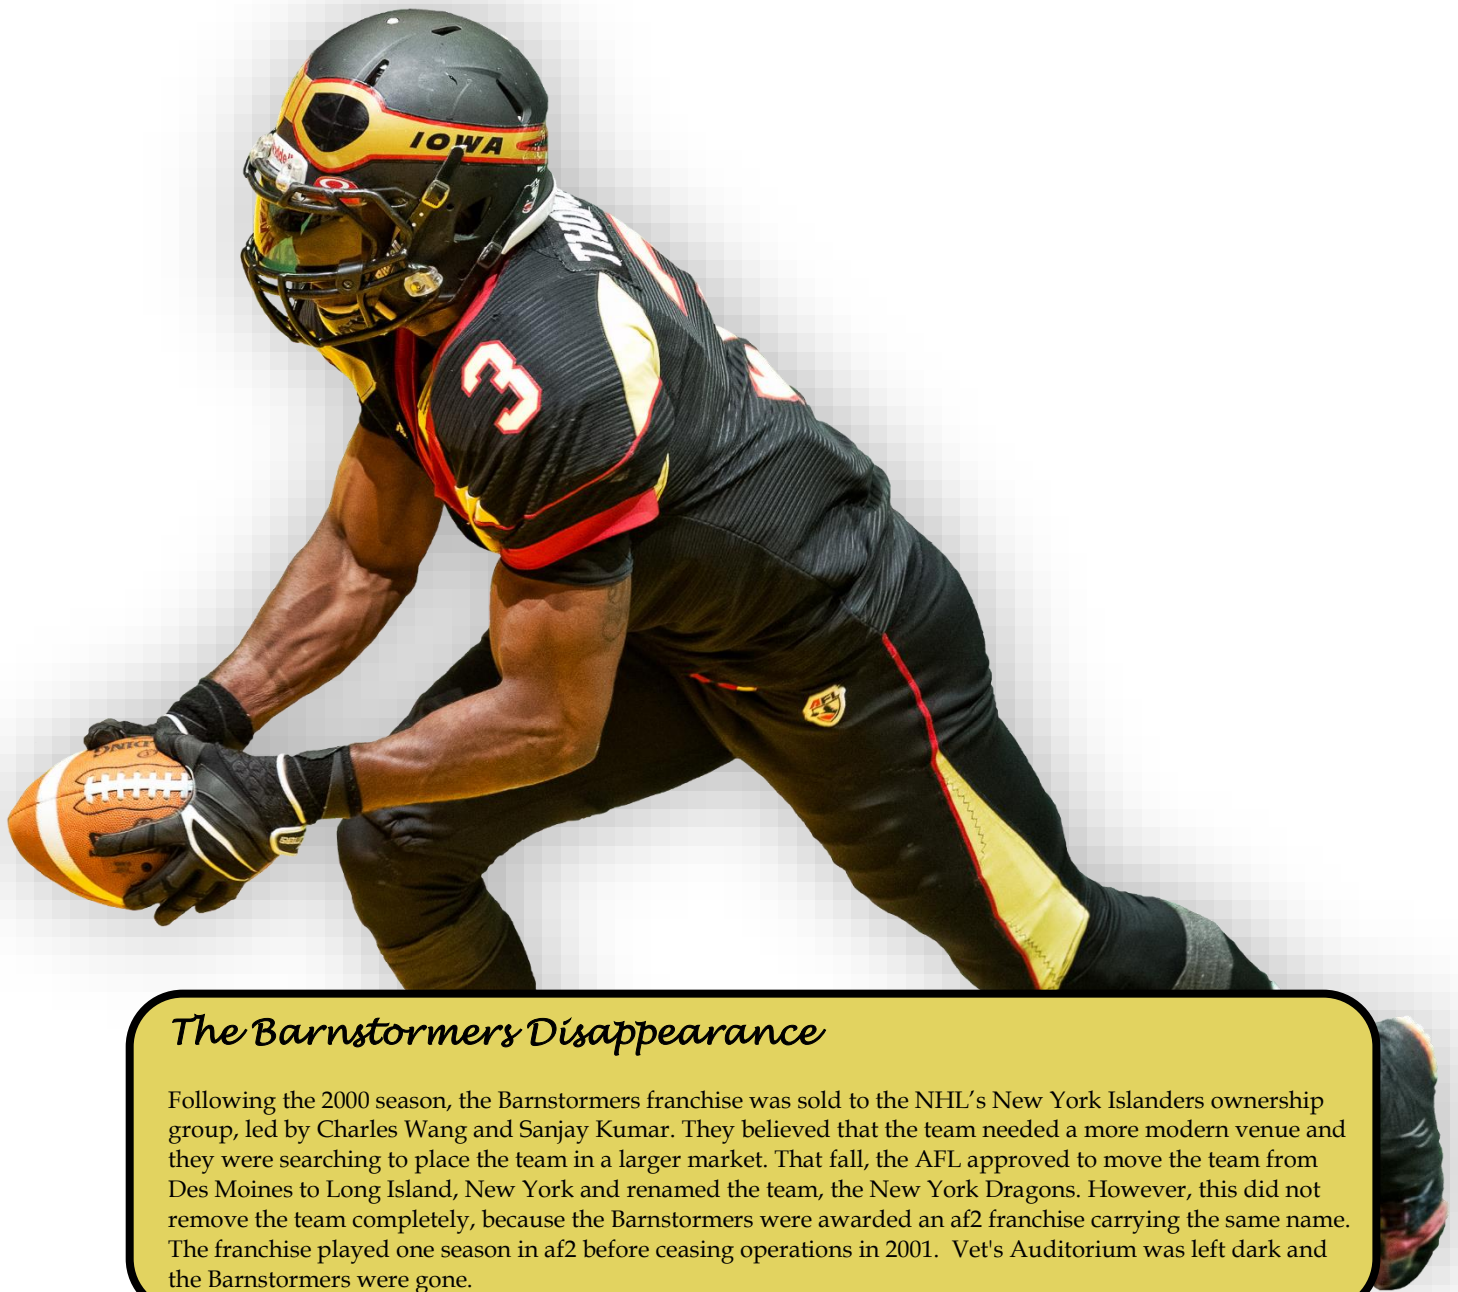 IOWA
3
AFL
The Barnstormers Disappearance
Following the 2000 season, the Barnstormers franchise was sold to the NHL’s New York Islanders ownership
group, led by Charles Wang and Sanjay Kumar. They believed that the team needed a more modern venue and
they were searching to place the team in a larger market. That fall, the AFL approved to move the team from
Des Moines to Long Island, New York and renamed the team, the New York Dragons. However, this did not
remove the team completely, because the Barnstormers were awarded an af2 franchise carrying the same name.
The franchise played one season in af2 before ceasing operations in 2001.  Vet's Auditorium was left dark and
the Barnstormers were gone.